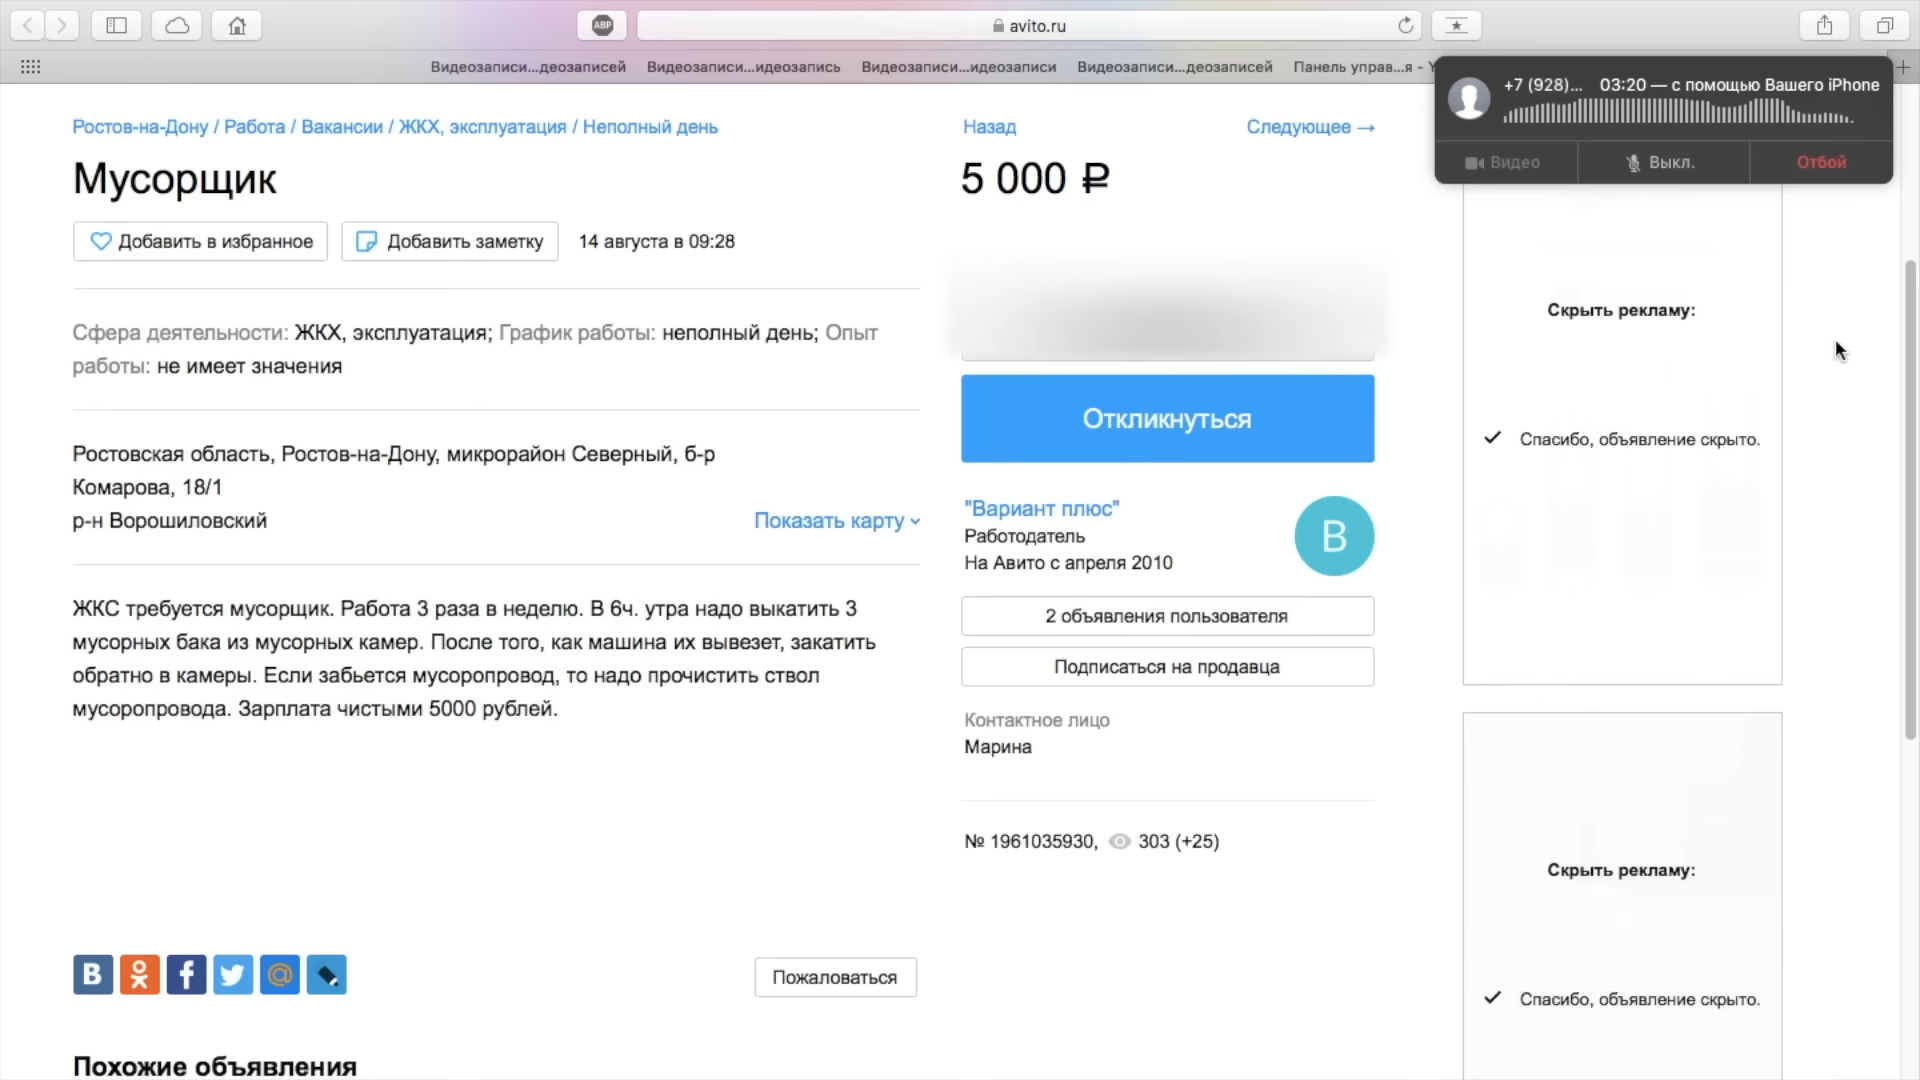 ABP
avito.ru
Видеозаписи...деозаписей
Видеозаписи...идеозапись
Видеозаписи...идеозаписи
Видеозаписи...деозаписей
Панель управ...я - Y
+7 (928)... 03:20 — с помощью Вашего iPhone
Видео
Выкл.
Отбой
Ростов-на-Дону / Работа / Вакансии / ЖКХ, эксплуатация / Неполный день
Назад
Следующее →
Мусорщик
5 000 ₽
Добавить в избранное
Добавить заметку
14 августа в 09:28
Сфера деятельности: ЖКХ, эксплуатация; График работы: неполный день; Опыт
работы: не имеет значения
Ростовская область, Ростов-на-Дону, микрорайон Северный, б-р
Комарова, 18/1
р-н Ворошиловский
Показать карту
ЖКС требуется мусорщик. Работа 3 раза в неделю. В 6ч. утра надо выкатить 3
мусорных бака из мусорных камер. После того, как машина их вывезет, закатить
обратно в камеры. Если забьется мусоропровод, то надо прочистить ствол
мусоропровода. Зарплата чистыми 5000 рублей.
Откликнуться
"Вариант плюс"
Работодатель
На Авито с апреля 2010
В
2 объявления пользователя
Подписаться на продавца
Контактное лицо
Марина
№ 1961035930, 303 (+25)
Скрыть рекламу:
Спасибо, объявление скрыто.
Скрыть рекламу:
Спасибо, объявление скрыто.
Пожаловаться
Похожие объявления